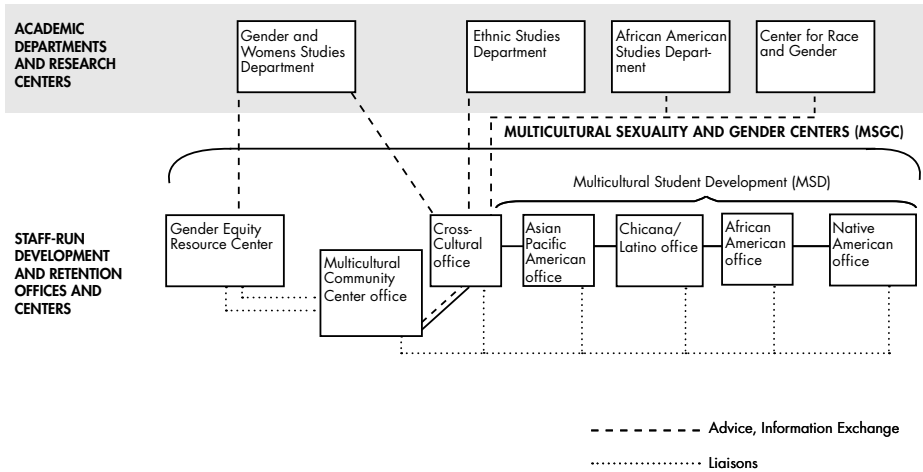 ACADEMIC
DEPARTMENTS
AND RESEARCH
CENTERS
Gender and
Womens Studies
Department
Ethnic Studies
Department
African American
Studies Depart-
ment
Center for Race
and Gender
MULTICULTURAL SEXUALITY AND GENDER CENTERS (MSGC)
Multicultural Student Development (MSD)
STAFF-RUN
DEVELOPMENT
AND RETENTION
OFFICES AND
CENTERS
Gender Equity
Resource Center
Multicultural
Community
Center office
Cross-
Cultural
office
Asian
Pacific
American
office
Chicana/
Latino office
African
American
office
Native
American
office
Advice, Information Exchange
Liaisons